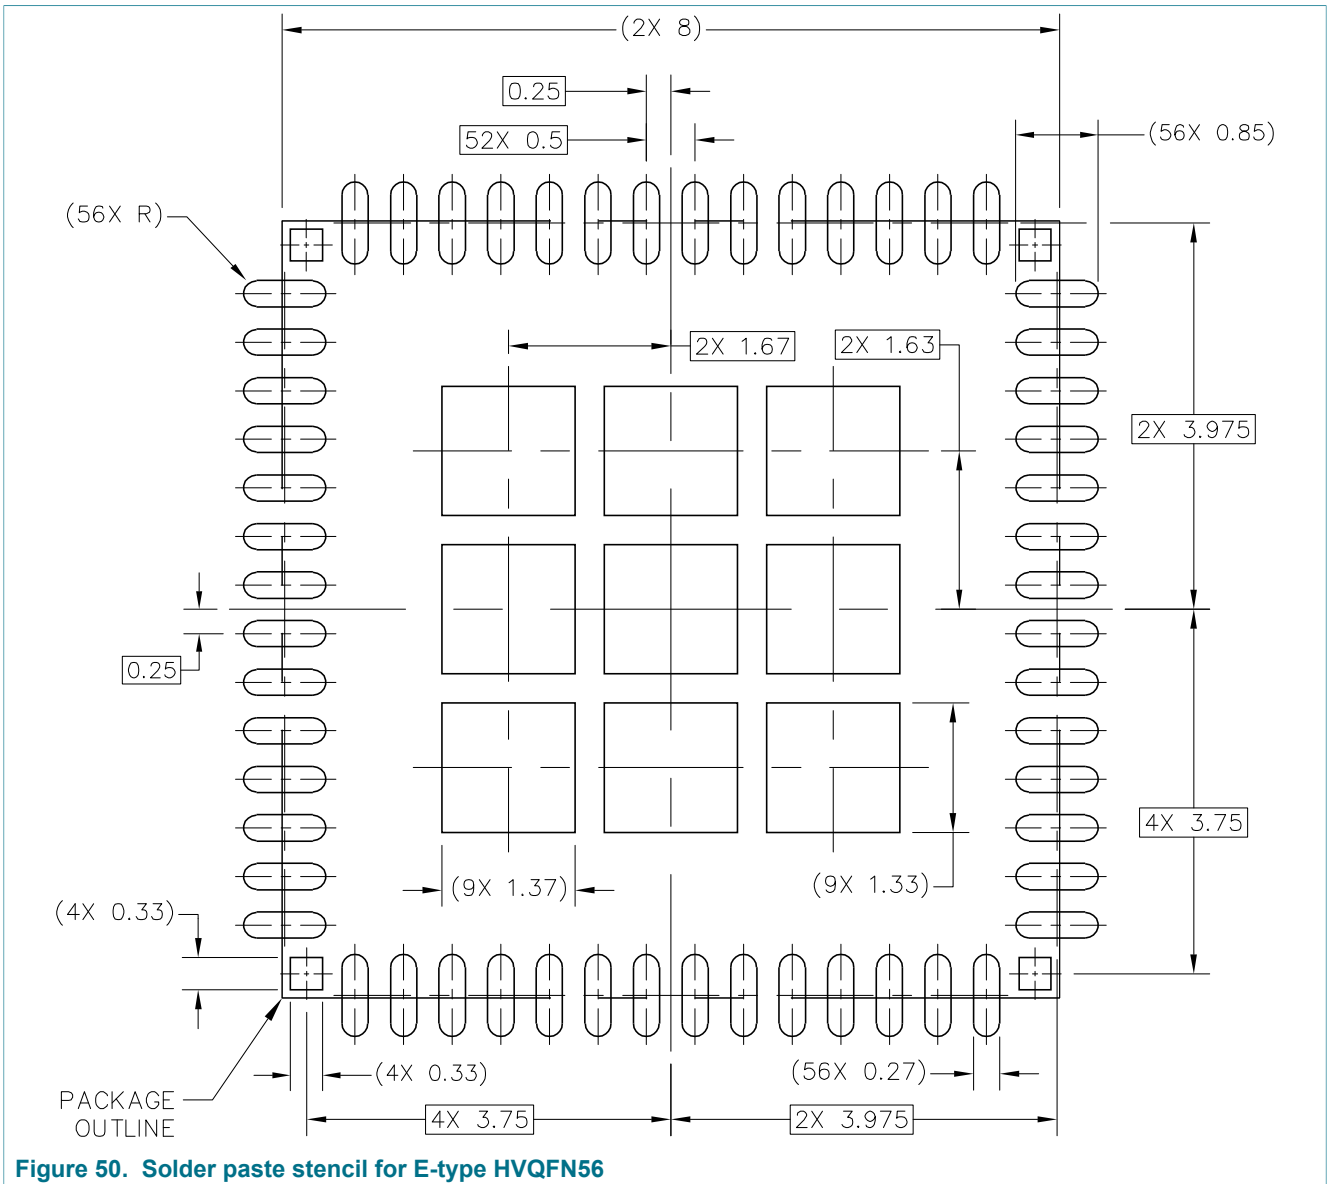 (2X 8)
0.25
52X 0.5
(56X 0.85)
(56X R)
2X 1.67
2X 1.63
2X 3.975
0.25
4X 3.75
(9X 1.37)
(9X 1.33)
(4X 0.33)
(4X 0.33)
(56X 0.27)
PACKAGE
OUTLINE
4X 3.75
2X 3.975
Figure 50. Solder paste stencil for E-type HVQFN56